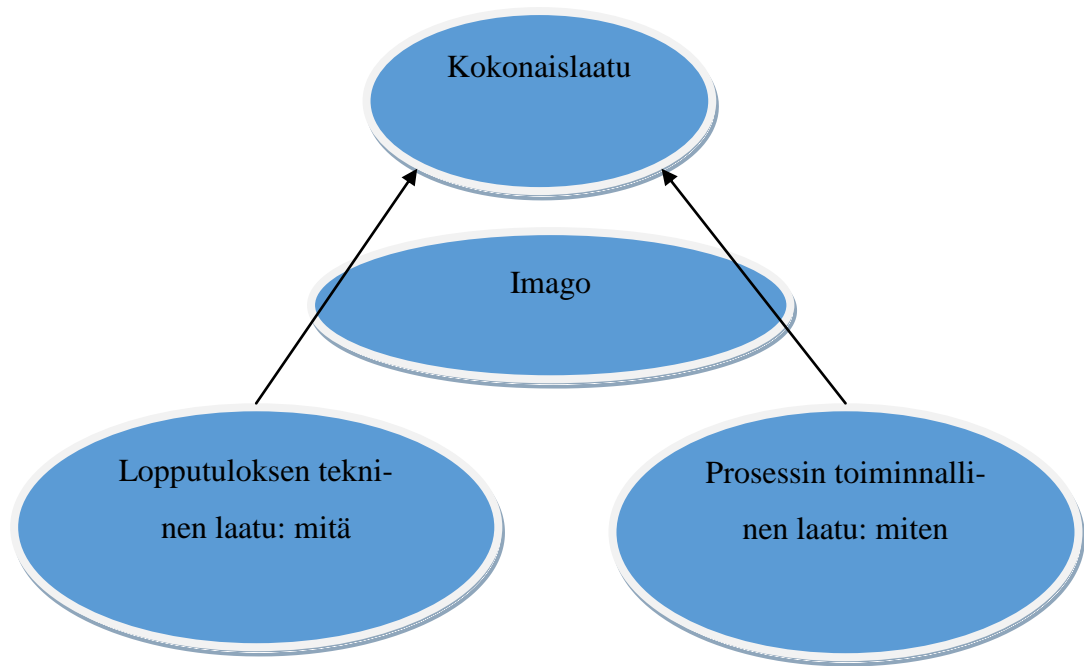 Kokonaislaatu
Imago
Lopputuloksen tekni-
nen laatu: mitä
Prosessin toiminnalli-
nen laatu: miten